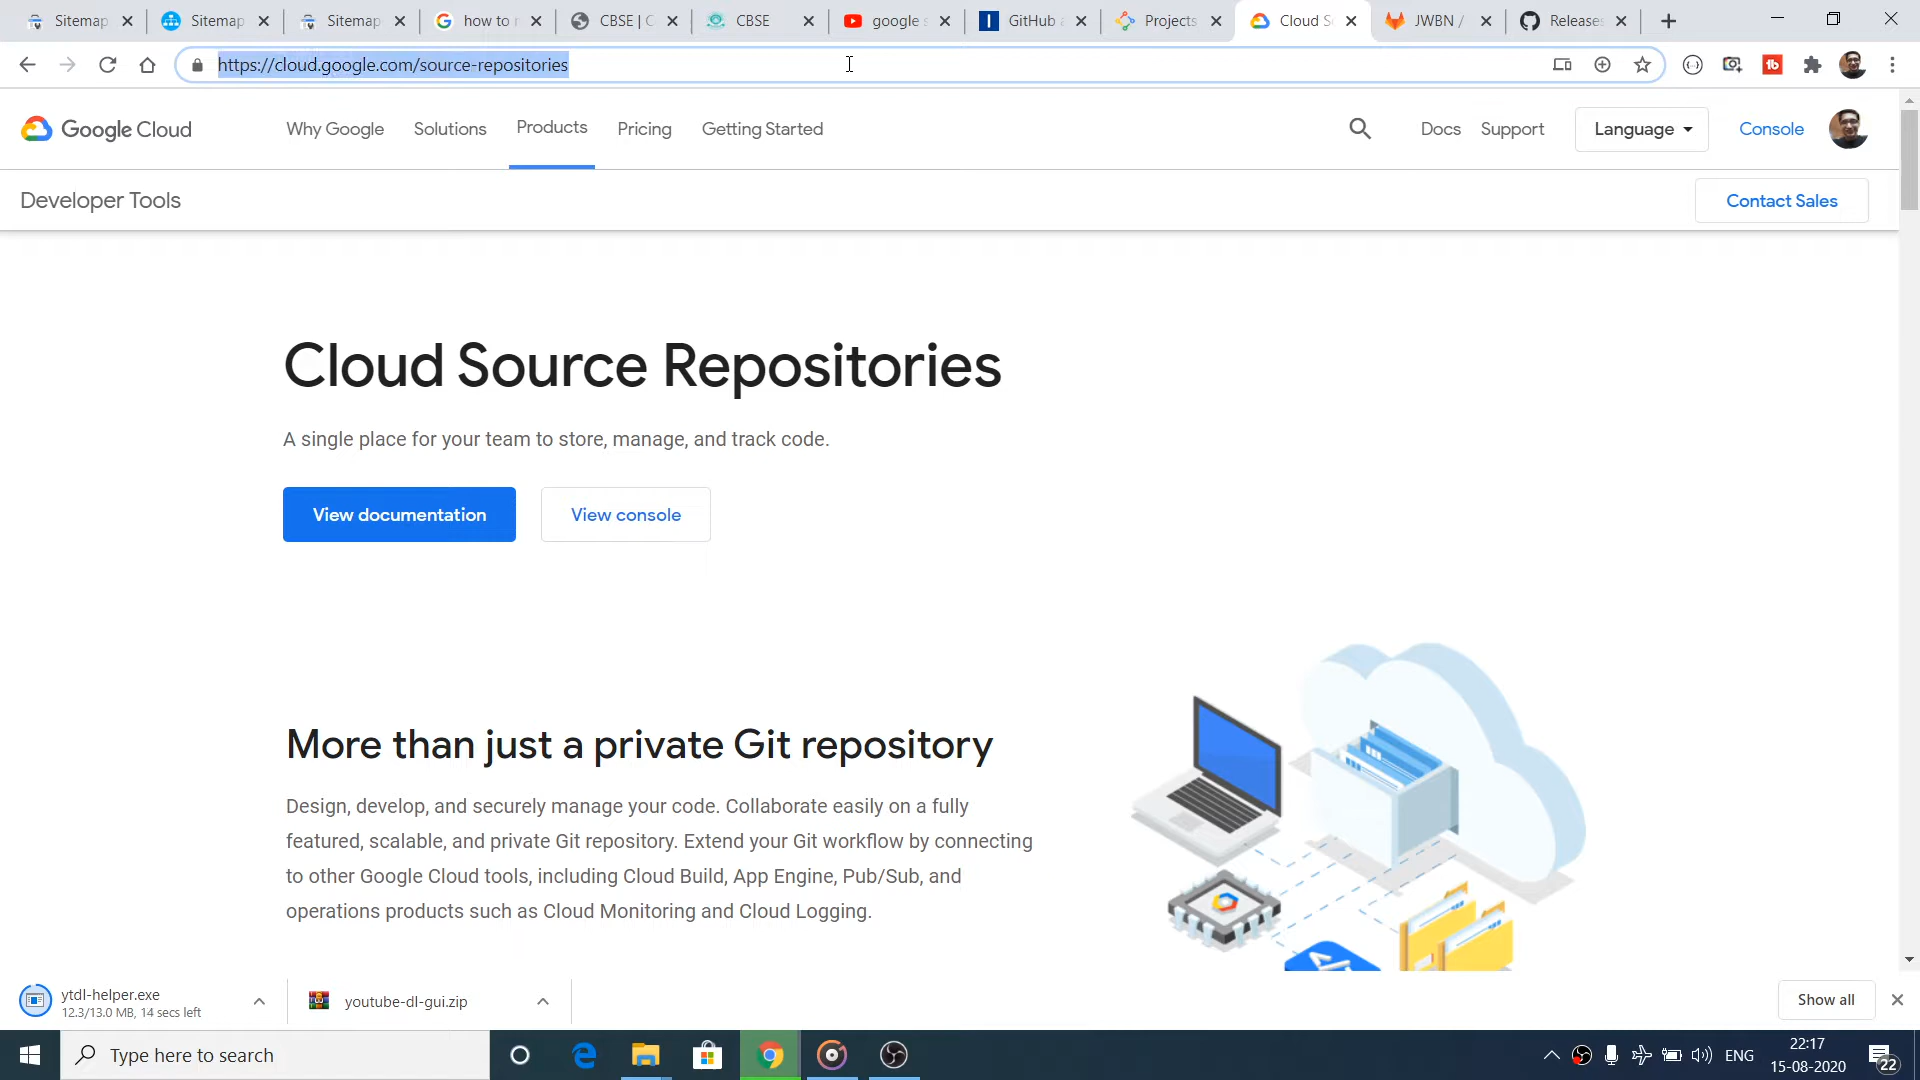 Sitemap
Sitemap
Sitemap
how to r
CBSE | C
CBSE
google s
GitHub a
Projects
Cloud S
JWBN /
Releases
https://cloud.google.com/source-repositories
Google Cloud
Why Google
Solutions
Products
Pricing
Getting Started
Docs
Support
Language
Console
Developer Tools
Contact Sales
Cloud Source Repositories
A single place for your team to store, manage, and track code.
View documentation
View console
More than just a private Git repository
Design, develop, and securely manage your code. Collaborate easily on a fully
featured, scalable, and private Git repository. Extend your Git workflow by connecting
to other Google Cloud tools, including Cloud Build, App Engine, Pub/Sub, and
operations products such as Cloud Monitoring and Cloud Logging.
ytdl-helper.exe
12.3/13.0 MB, 14 secs left
youtube-dl-gui.zip
Show all
Type here to search
ENG
22:17
15-08-2020
22